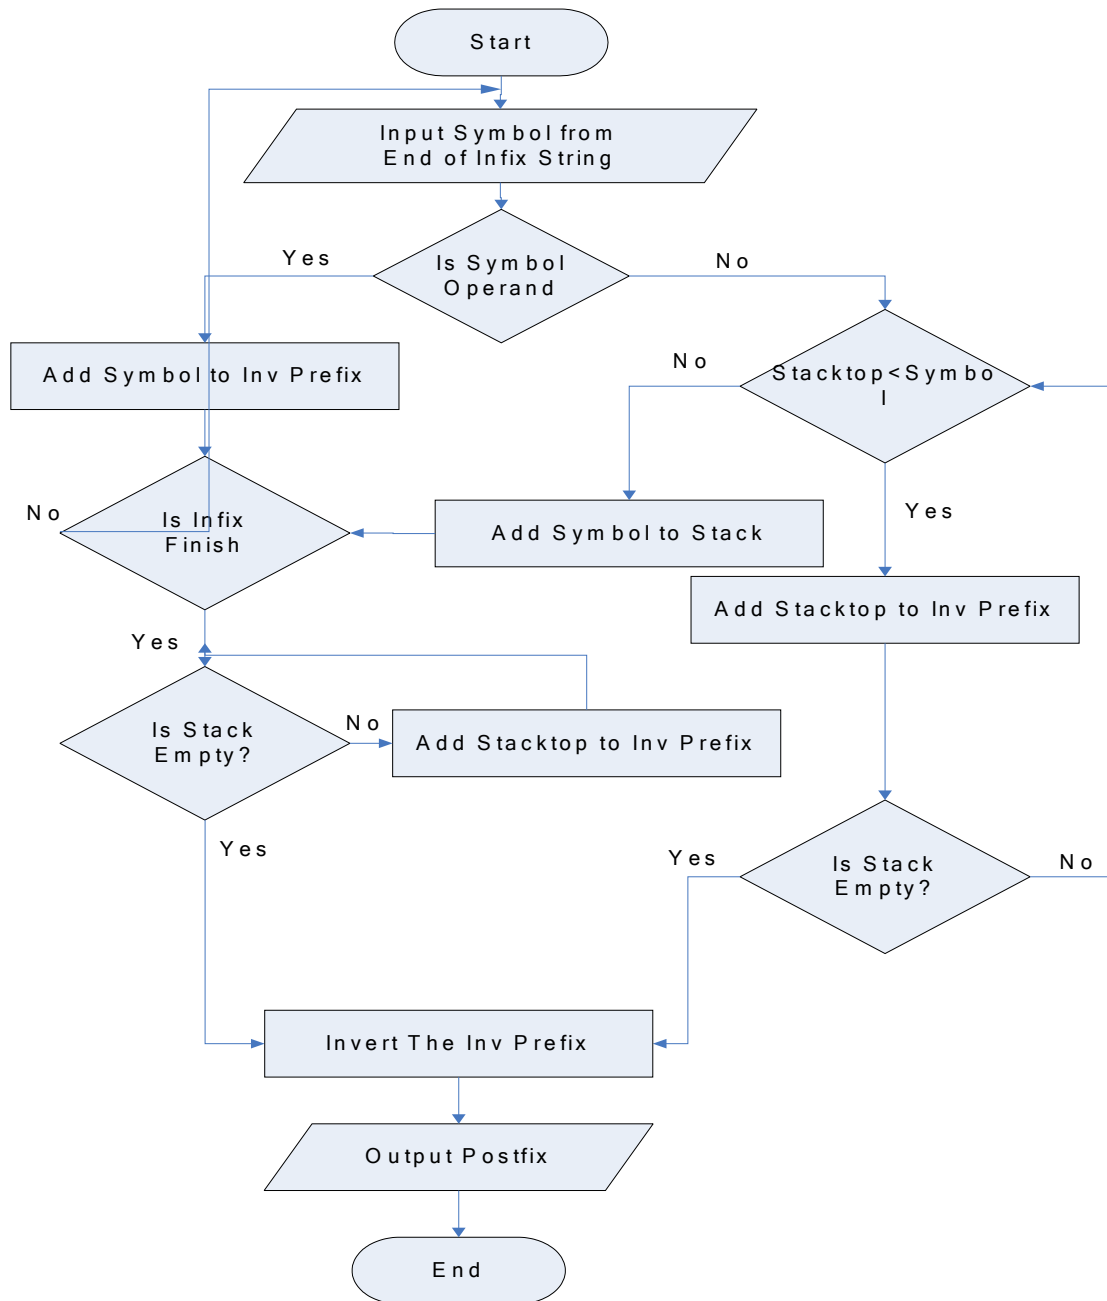 Start
Input Symbol from
End of Infix String
Is Symbol
Operand
Yes
No
Add Symbol to Inv Prefix
No
Stacktop<Symbo
l
Is Infix
Finish
No
Add Symbol to Stack
Yes
Add Stacktop to Inv Prefix
Yes
Is Stack
Empty?
No
Add Stacktop to Inv Prefix
Yes
Yes
Is Stack
Empty?
No
Invert The Inv Prefix
Output Postfix
End